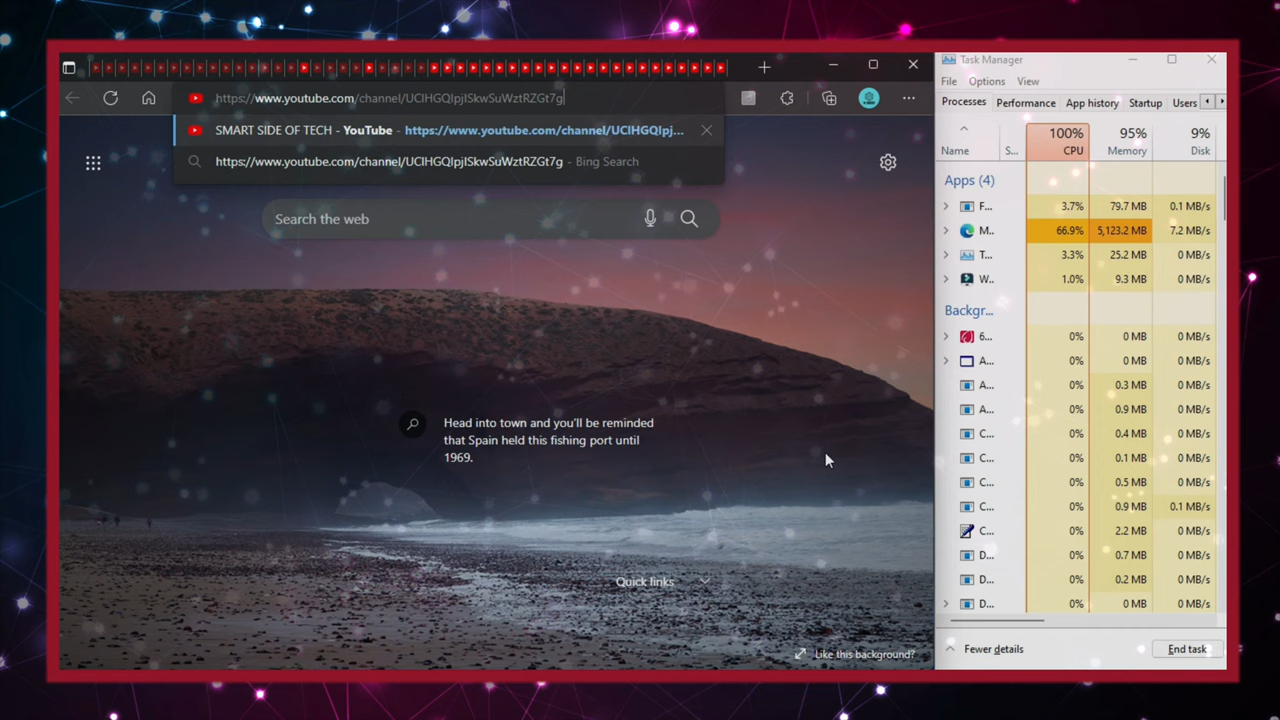 https://www.youtube.com/channel/UCIHGQIpjISkwSuWztRZGt7g
SMART SIDE OF TECH - YouTube - https://www.youtube.com/channel/UCIHGQIpj...
https://www.youtube.com/channel/UCIHGQIpjISkwSuWztRZGt7g - Bing Search
Search the web
Head into town and you'll be reminded
that Spain held this fishing port until
1969.
Quick links
Like this background?
Task Manager
File Options View
Processes Performance App history Startup Users
100% 95% 9%
Name S... CPU Memory Disk
Apps (4)
F... 3.7% 79.7 MB 0.1 MB/s
M... 66.9% 5,123.2 MB 7.2 MB/s
T... 3.3% 25.2 MB 0 MB/s
W... 1.0% 9.3 MB 0 MB/s
Backgr...
6... 0% 0 MB 0 MB/s
A... 0% 0 MB 0 MB/s
A... 0% 0.3 MB 0 MB/s
A... 0% 0.9 MB 0 MB/s
C... 0% 0.4 MB 0 MB/s
C... 0% 0.1 MB 0 MB/s
C... 0% 0.5 MB 0 MB/s
C... 0% 0.9 MB 0.1 MB/s
C... 0% 2.2 MB 0 MB/s
D... 0% 0.7 MB 0 MB/s
D... 0% 0.2 MB 0 MB/s
D... 0% 0 MB 0 MB/s
Fewer details End task